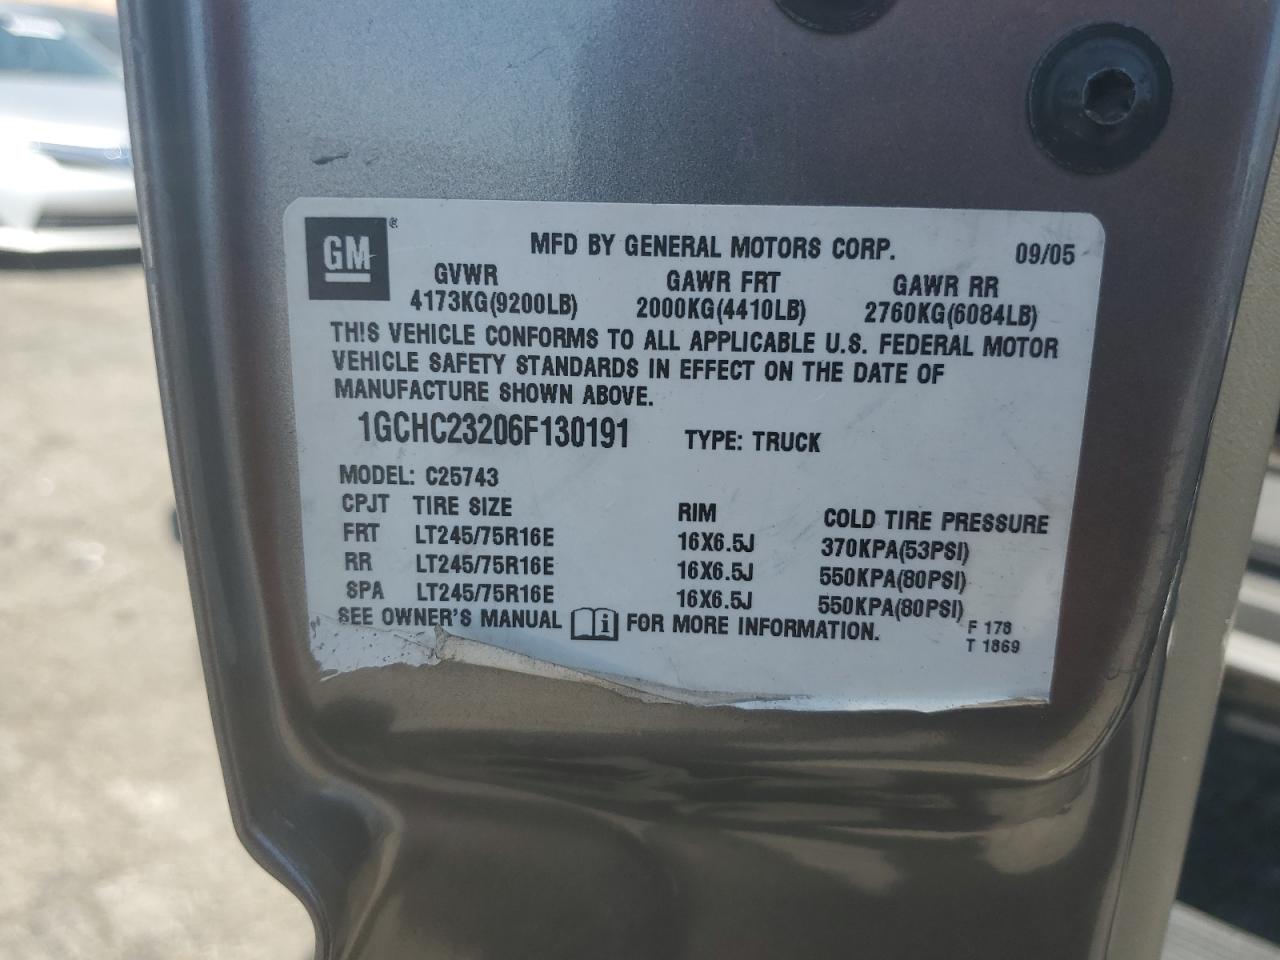 GM ®
MFD BY GENERAL MOTORS CORP. 09/05
GVWR GAWR FRT GAWR RR
4173KG(9200LB) 2000KG(4410LB) 2760KG(6084LB)
THIS VEHICLE CONFORMS TO ALL APPLICABLE U.S. FEDERAL MOTOR
VEHICLE SAFETY STANDARDS IN EFFECT ON THE DATE OF
MANUFACTURE SHOWN ABOVE.
1GCHC23206F130191 TYPE: TRUCK
MODEL: C25743
CPJT TIRE SIZE RIM COLD TIRE PRESSURE
FRT LT245/75R16E 16X6.5J 370KPA(53PSI)
RR LT245/75R16E 16X6.5J 550KPA(80PSI)
SPA LT245/75R16E 16X6.5J 550KPA(80PSI)
SEE OWNER'S MANUAL i FOR MORE INFORMATION.
F 178
T 1869